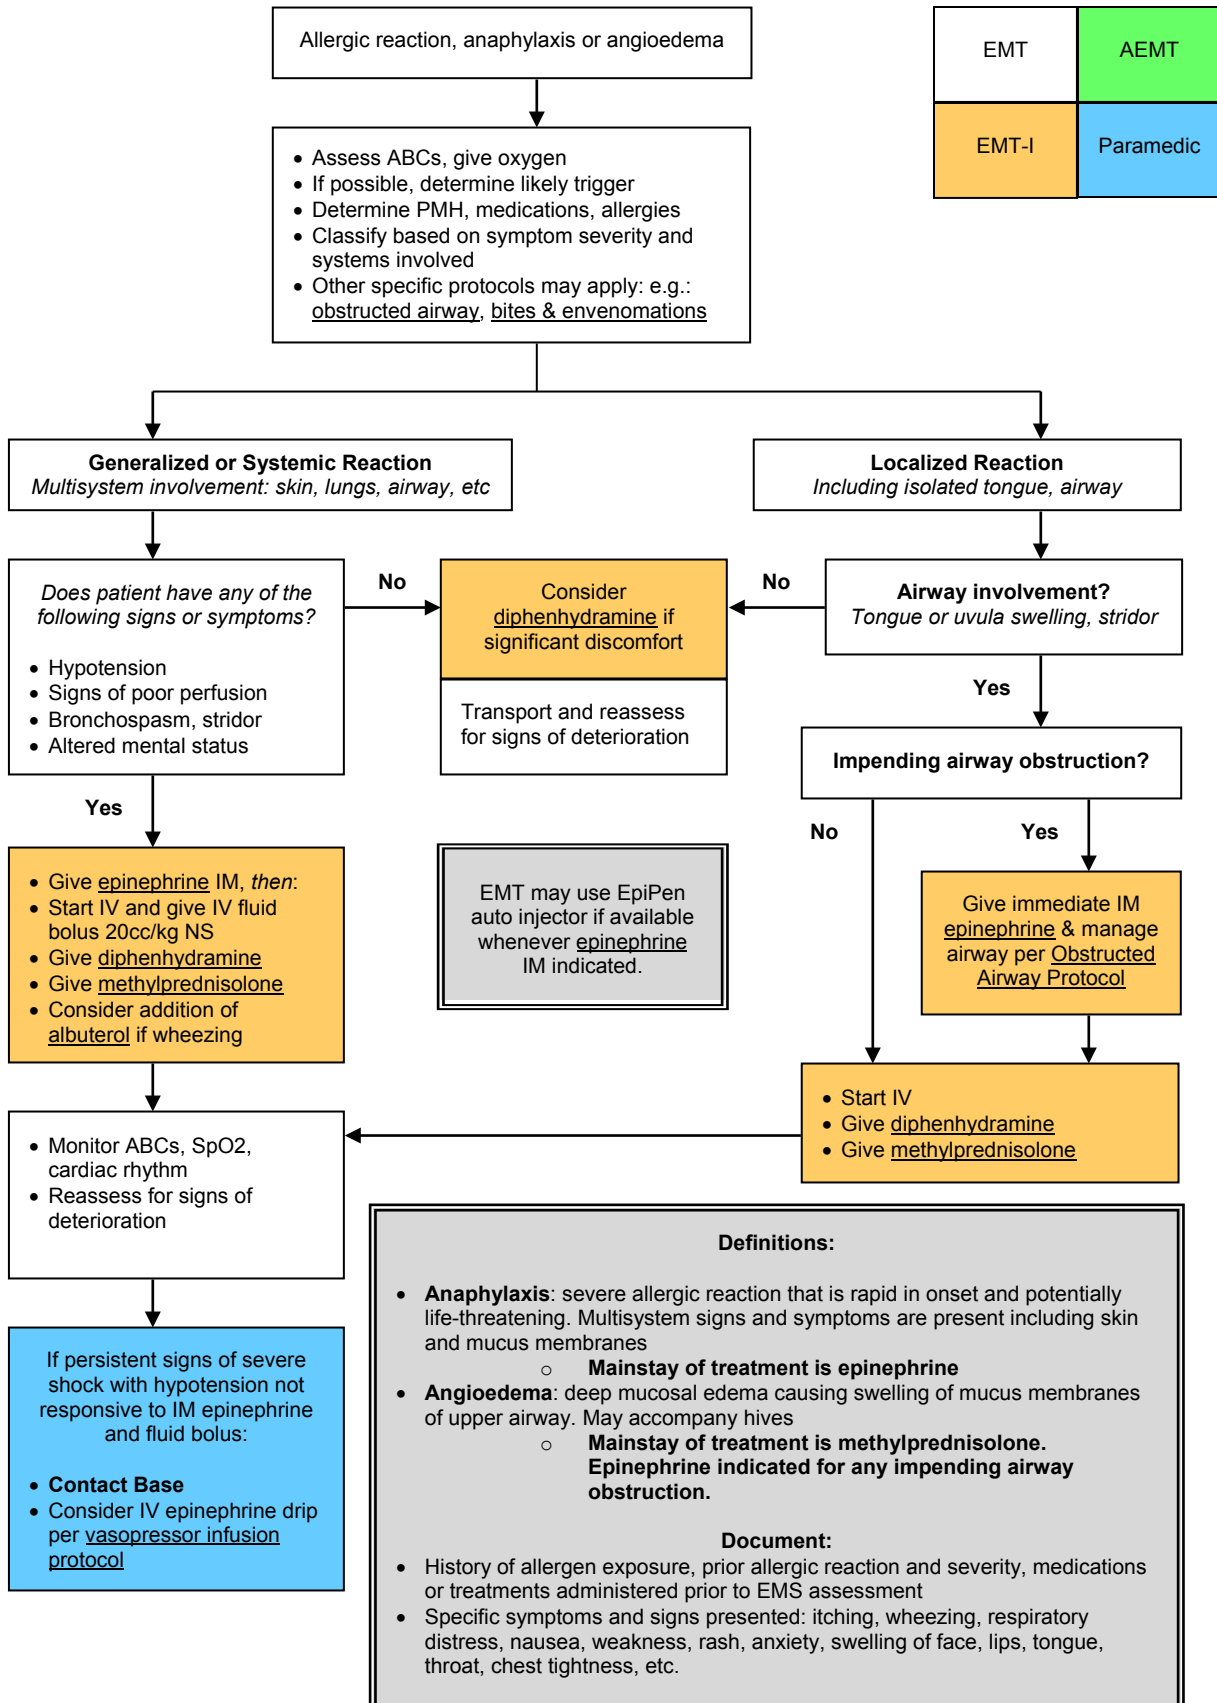 Allergic reaction, anaphylaxis or angioedema
EMT
AEMT
EMT-I
Paramedic
• Assess ABCs, give oxygen
• If possible, determine likely trigger
• Determine PMH, medications, allergies
• Classify based on symptom severity and
systems involved
• Other specific protocols may apply: e.g.:
obstructed airway, bites & envenomations
Generalized or Systemic Reaction
Multisystem involvement: skin, lungs, airway, etc
Localized Reaction
Including isolated tongue, airway
Does patient have any of the
following signs or symptoms?
• Hypotension
• Signs of poor perfusion
• Bronchospasm, stridor
• Altered mental status
No
Consider
diphenhydramine if
significant discomfort
Transport and reassess
for signs of deterioration
No
Airway involvement?
Tongue or uvula swelling, stridor
Yes
Impending airway obstruction?
Yes
No
Yes
• Give epinephrine IM, then:
• Start IV and give IV fluid
bolus 20cc/kg NS
• Give diphenhydramine
• Give methylprednisolone
• Consider addition of
albuterol if wheezing
EMT may use EpiPen
auto injector if available
whenever epinephrine
IM indicated.
Give immediate IM
epinephrine & manage
airway per Obstructed
Airway Protocol
• Start IV
• Give diphenhydramine
• Give methylprednisolone
• Monitor ABCs, SpO2,
cardiac rhythm
• Reassess for signs of
deterioration
If persistent signs of severe
shock with hypotension not
responsive to IM epinephrine
and fluid bolus:
• Contact Base
• Consider IV epinephrine drip
per vasopressor infusion
protocol
Definitions:
• Anaphylaxis: severe allergic reaction that is rapid in onset and potentially
life-threatening. Multisystem signs and symptoms are present including skin
and mucus membranes
o Mainstay of treatment is epinephrine
• Angioedema: deep mucosal edema causing swelling of mucus membranes
of upper airway. May accompany hives
o Mainstay of treatment is methylprednisolone.
Epinephrine indicated for any impending airway
obstruction.
Document:
• History of allergen exposure, prior allergic reaction and severity, medications
or treatments administered prior to EMS assessment
• Specific symptoms and signs presented: itching, wheezing, respiratory
distress, nausea, weakness, rash, anxiety, swelling of face, lips, tongue,
throat, chest tightness, etc.